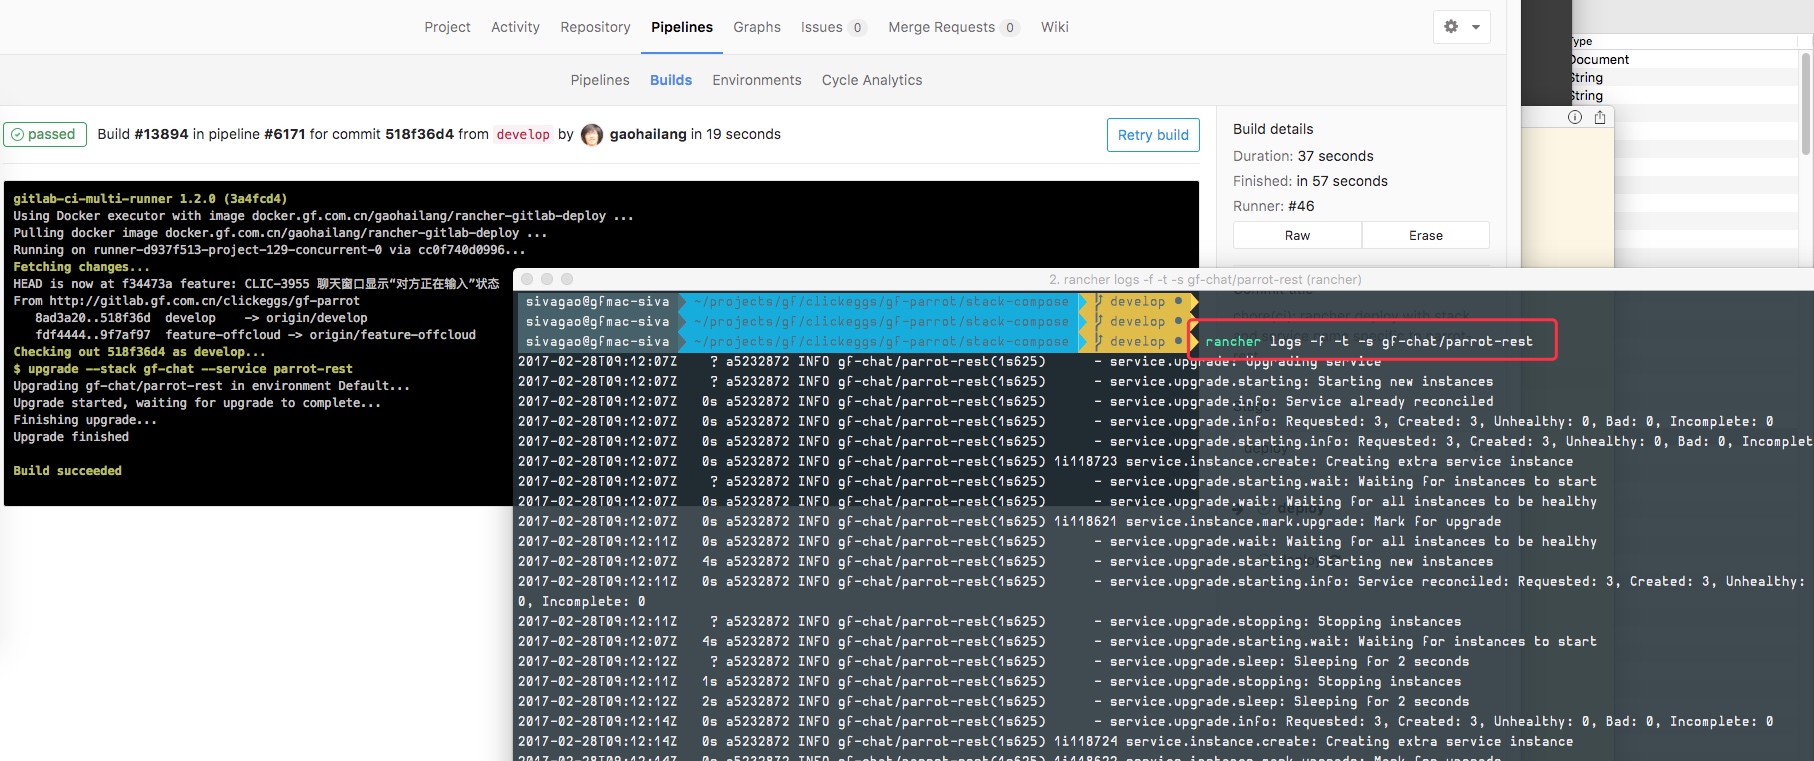 Project Activity Repository Pipelines Graphs Issues 0 Merge Requests 0 Wiki
Pipelines Builds Environments Cycle Analytics
passed Build #13894 in pipeline #6171 for commit 518f36d4 from develop by gaohailang in 19 seconds
Retry build
Build details
Duration: 37 seconds
Finished: in 57 seconds
Runner: #46
Raw Erase
Type
Document
String
String
gitlab-ci-multi-runner 1.2.0 (3a4fcd4)
Using Docker executor with image docker.gf.com.cn/gaohailang/rancher-gitlab-deploy ...
Pulling docker image docker.gf.com.cn/gaohailang/rancher-gitlab-deploy ...
Running on runner-d937f513-project-129-concurrent-0 via cc0f740d0996...
Fetching changes...
HEAD is now at f34473a feature: CLIC-3955 聊天窗口显示“对方正在输入”状态
From http://gitlab.gf.com.cn/clickeggs/gf-parrot
8ad3a20..518f36d develop -> origin/develop
fdf4444..9f7af97 feature-offcloud -> origin/feature-offcloud
Checking out 518f36d4 as develop...
$ upgrade --stack gf-chat --service parrot-rest
Upgrading gf-chat/parrot-rest in environment Default...
Upgrade started, waiting for upgrade to complete...
Finishing upgrade...
Upgrade finished
Build succeeded
2. rancher logs -f -t -s gf-chat/parrot-rest (rancher)
sivagao@gfmac-siva ~/projects/gf/clickeggs/gf-parrot/stack-compose develop ●
sivagao@gfmac-siva ~/projects/gf/clickeggs/gf-parrot/stack-compose develop ●
sivagao@gfmac-siva ~/projects/gf/clickeggs/gf-parrot/stack-compose develop ● rancher logs -f -t -s gf-chat/parrot-rest
2017-02-28T09:12:07Z ? a5232872 INFO gf-chat/parrot-rest(1s625) - service.upgrade: Upgrading service
2017-02-28T09:12:07Z ? a5232872 INFO gf-chat/parrot-rest(1s625) - service.upgrade.starting: Starting new instances
2017-02-28T09:12:07Z 0s a5232872 INFO gf-chat/parrot-rest(1s625) - service.upgrade.info: Service already reconciled
2017-02-28T09:12:07Z 0s a5232872 INFO gf-chat/parrot-rest(1s625) - service.upgrade.info: Requested: 3, Created: 3, Unhealthy: 0, Bad: 0, Incomplete: 0
2017-02-28T09:12:07Z 0s a5232872 INFO gf-chat/parrot-rest(1s625) - service.upgrade.starting.info: Requested: 3, Created: 3, Unhealthy: 0, Bad: 0, Incomplet
2017-02-28T09:12:07Z 0s a5232872 INFO gf-chat/parrot-rest(1s625) 1i118723 service.instance.create: Creating extra service instance
2017-02-28T09:12:07Z ? a5232872 INFO gf-chat/parrot-rest(1s625) - service.upgrade.starting.wait: Waiting for instances to start
2017-02-28T09:12:07Z 0s a5232872 INFO gf-chat/parrot-rest(1s625) - service.upgrade.wait: Waiting for all instances to be healthy
2017-02-28T09:12:07Z 0s a5232872 INFO gf-chat/parrot-rest(1s625) 1i118621 service.instance.mark.upgrade: Mark for upgrade
2017-02-28T09:12:11Z 0s a5232872 INFO gf-chat/parrot-rest(1s625) - service.upgrade.wait: Waiting for all instances to be healthy
2017-02-28T09:12:07Z 4s a5232872 INFO gf-chat/parrot-rest(1s625) - service.upgrade.starting: Starting new instances
2017-02-28T09:12:11Z 0s a5232872 INFO gf-chat/parrot-rest(1s625) - service.upgrade.starting.info: Service reconciled: Requested: 3, Created: 3, Unhealthy:
0, Incomplete: 0
2017-02-28T09:12:11Z ? a5232872 INFO gf-chat/parrot-rest(1s625) - service.upgrade.stopping: Stopping instances
2017-02-28T09:12:07Z 4s a5232872 INFO gf-chat/parrot-rest(1s625) - service.upgrade.starting.wait: Waiting for instances to start
2017-02-28T09:12:12Z ? a5232872 INFO gf-chat/parrot-rest(1s625) - service.upgrade.sleep: Sleeping for 2 seconds
2017-02-28T09:12:11Z 1s a5232872 INFO gf-chat/parrot-rest(1s625) - service.upgrade.stopping: Stopping instances
2017-02-28T09:12:12Z 2s a5232872 INFO gf-chat/parrot-rest(1s625) - service.upgrade.sleep: Sleeping for 2 seconds
2017-02-28T09:12:14Z 0s a5232872 INFO gf-chat/parrot-rest(1s625) - service.upgrade.info: Requested: 3, Created: 3, Unhealthy: 0, Bad: 0, Incomplete: 0
2017-02-28T09:12:14Z 0s a5232872 INFO gf-chat/parrot-rest(1s625) 1i118724 service.instance.create: Creating extra service instance